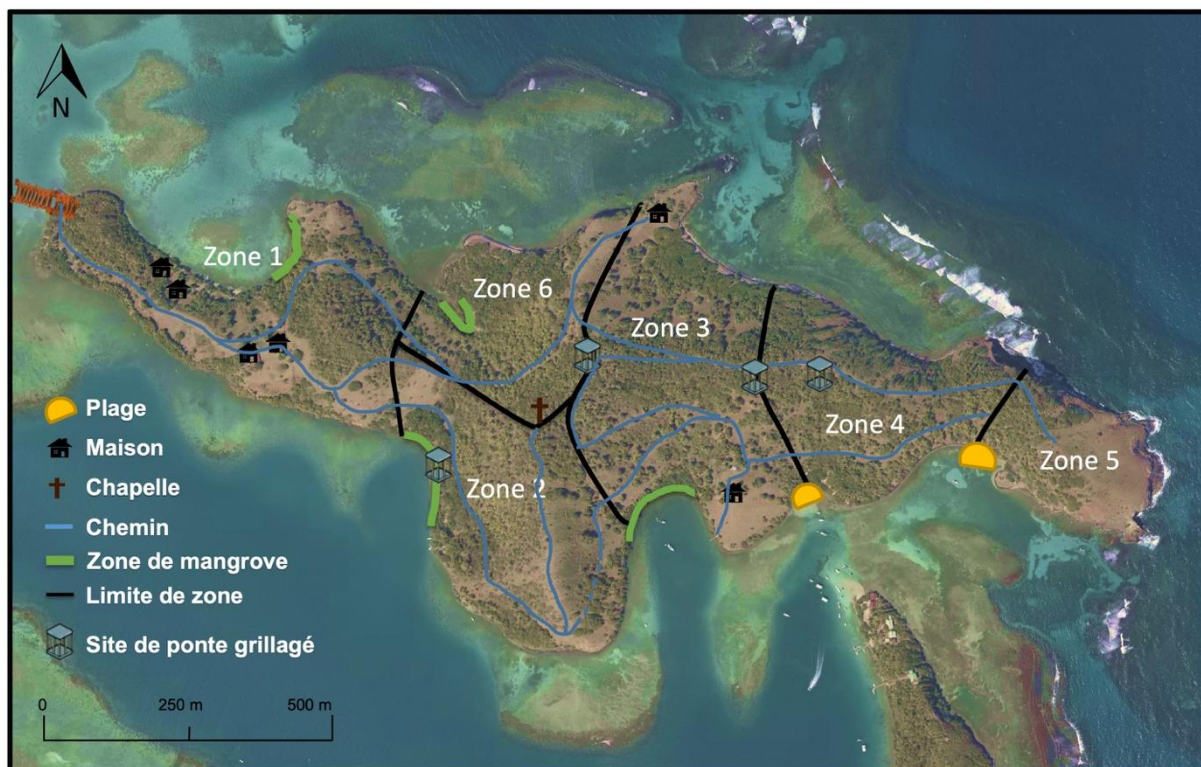 N
Zone 1
Zone 6
Zone 3
Zone 4
Zone 5
Zone 2
Plage
Maison
Chapelle
Chemin
Zone de mangrove
Limite de zone
Site de ponte grillagé
0 250 m 500 m